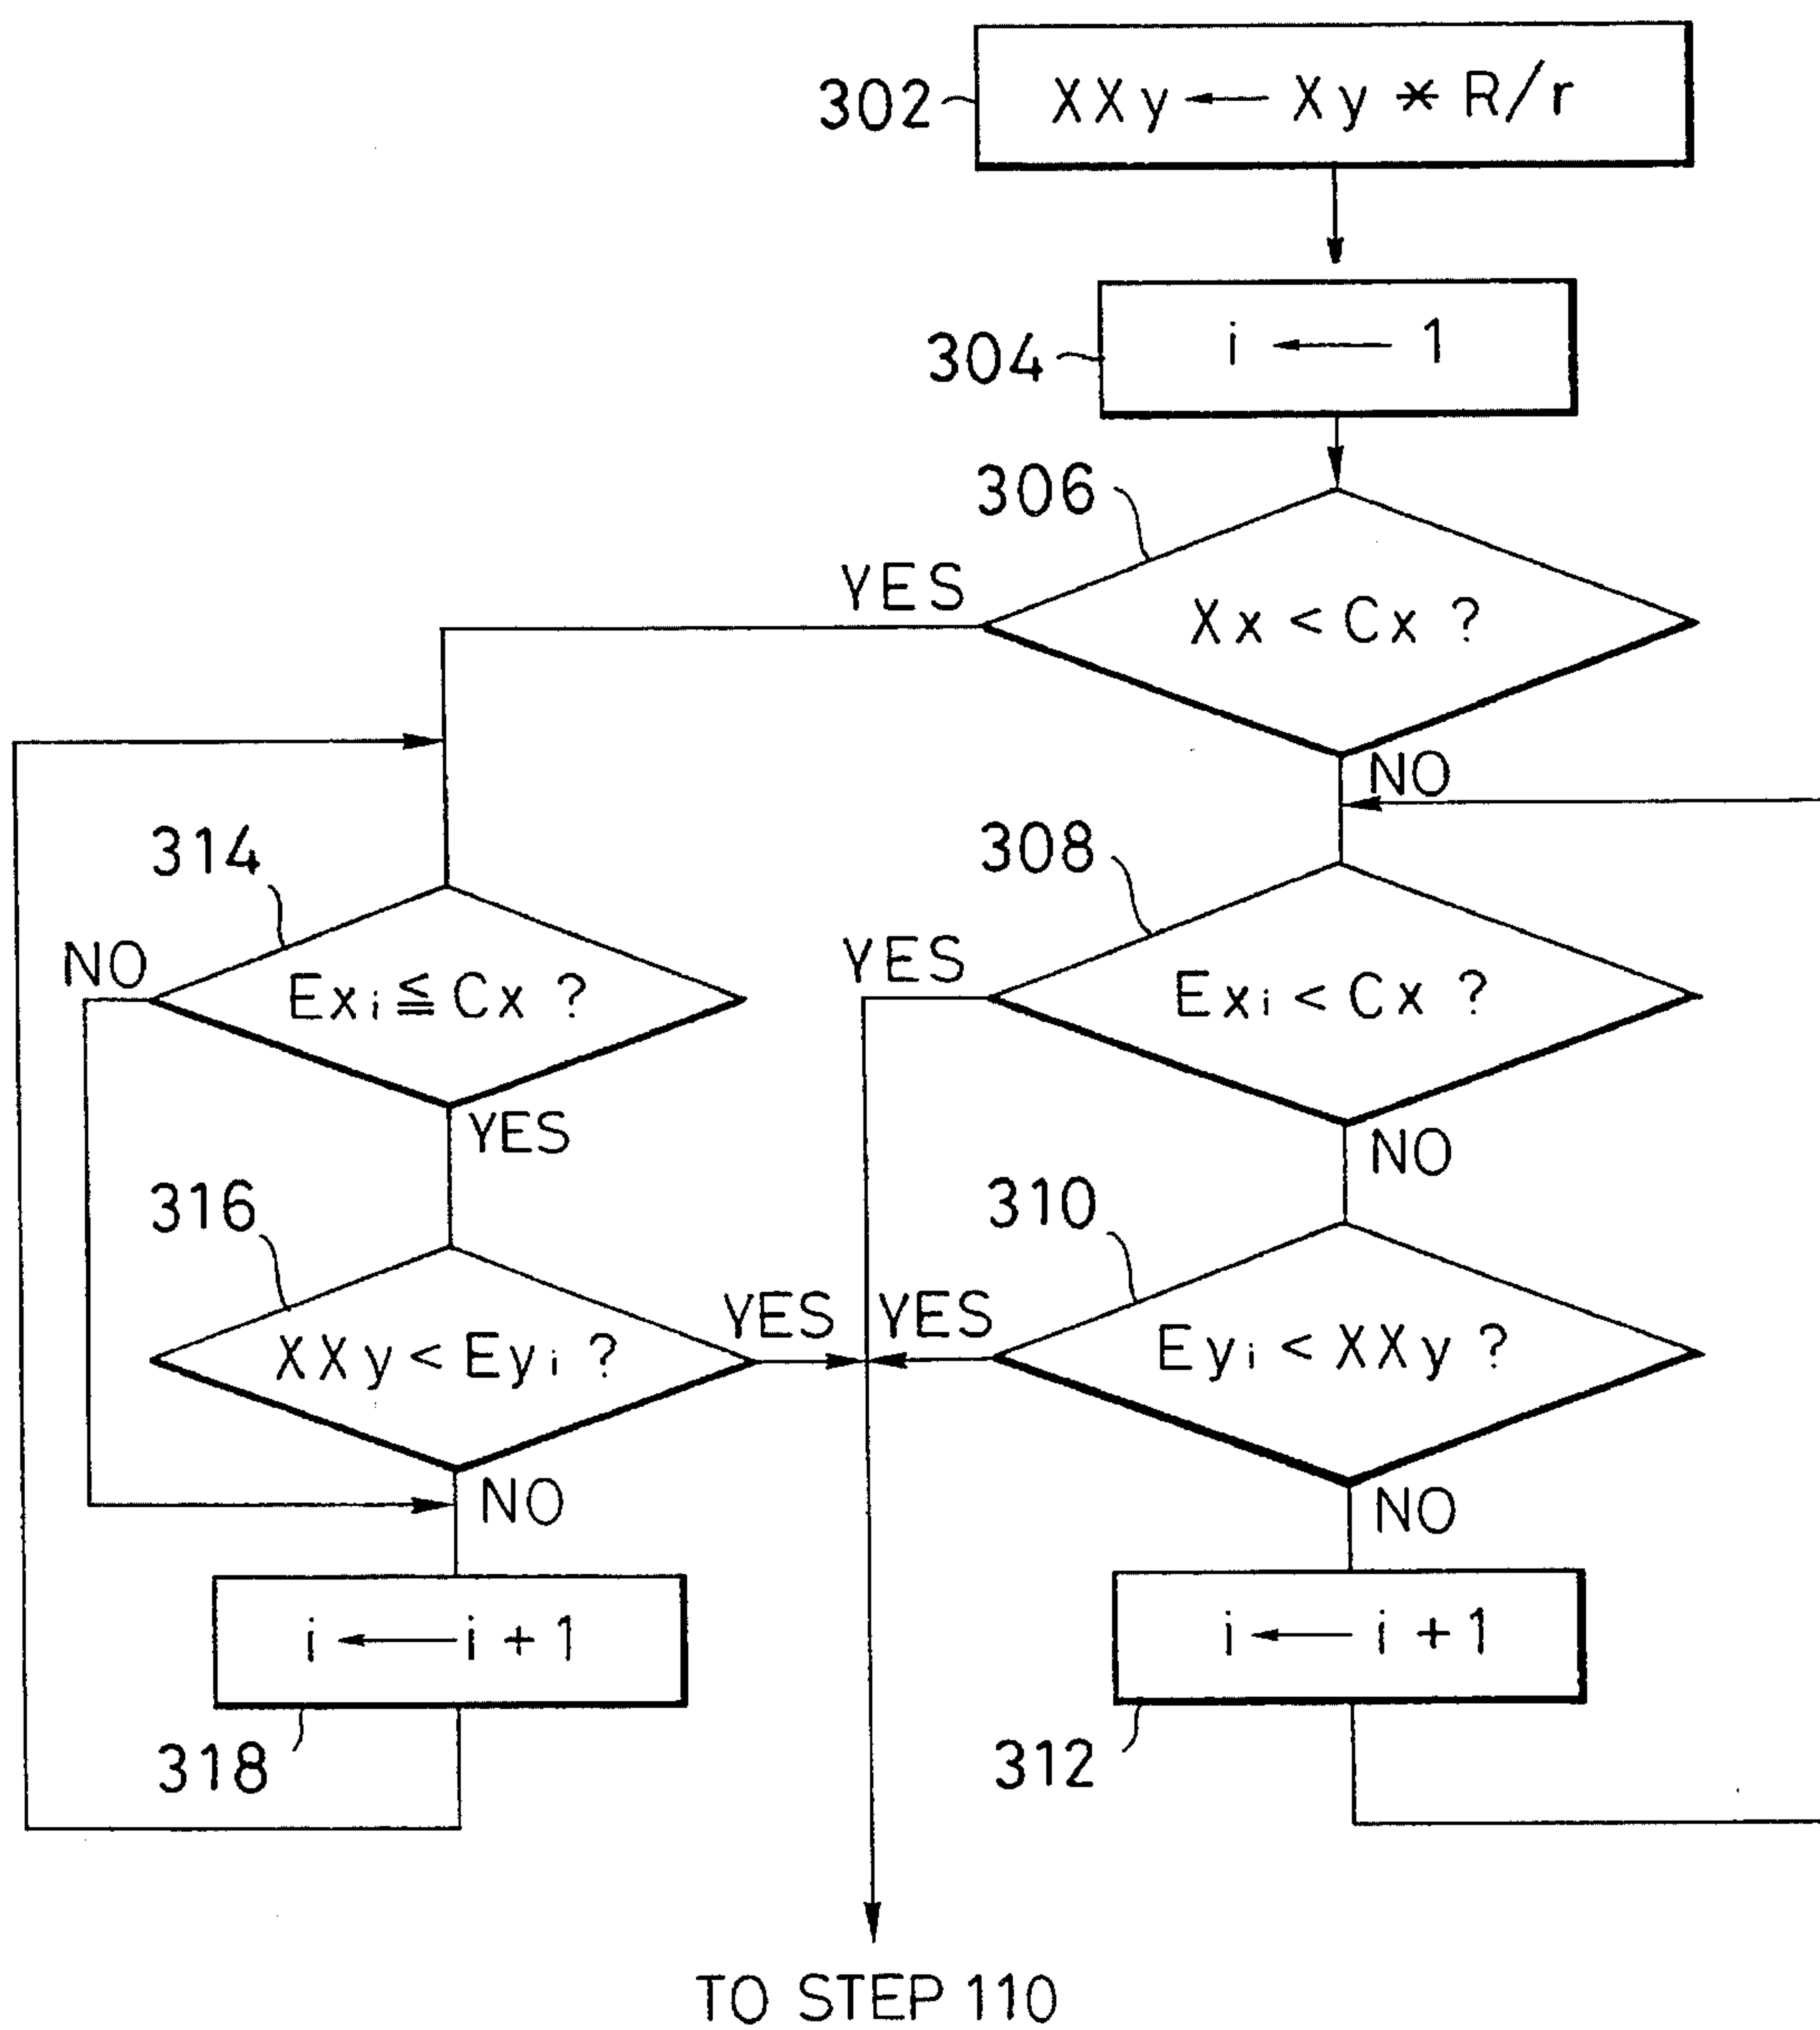 302
XXy ← Xy * R/r
304
i ← 1
306
YES
Xx < Cx ?
NO
314
308
NO
Exi ≦ Cx ?
YES
Exi < Cx ?
YES
NO
316
310
XXy < Eyi ?
YES
YES
Eyi < XXy ?
NO
NO
i ← i + 1
i ← i + 1
318
312
TO STEP 110